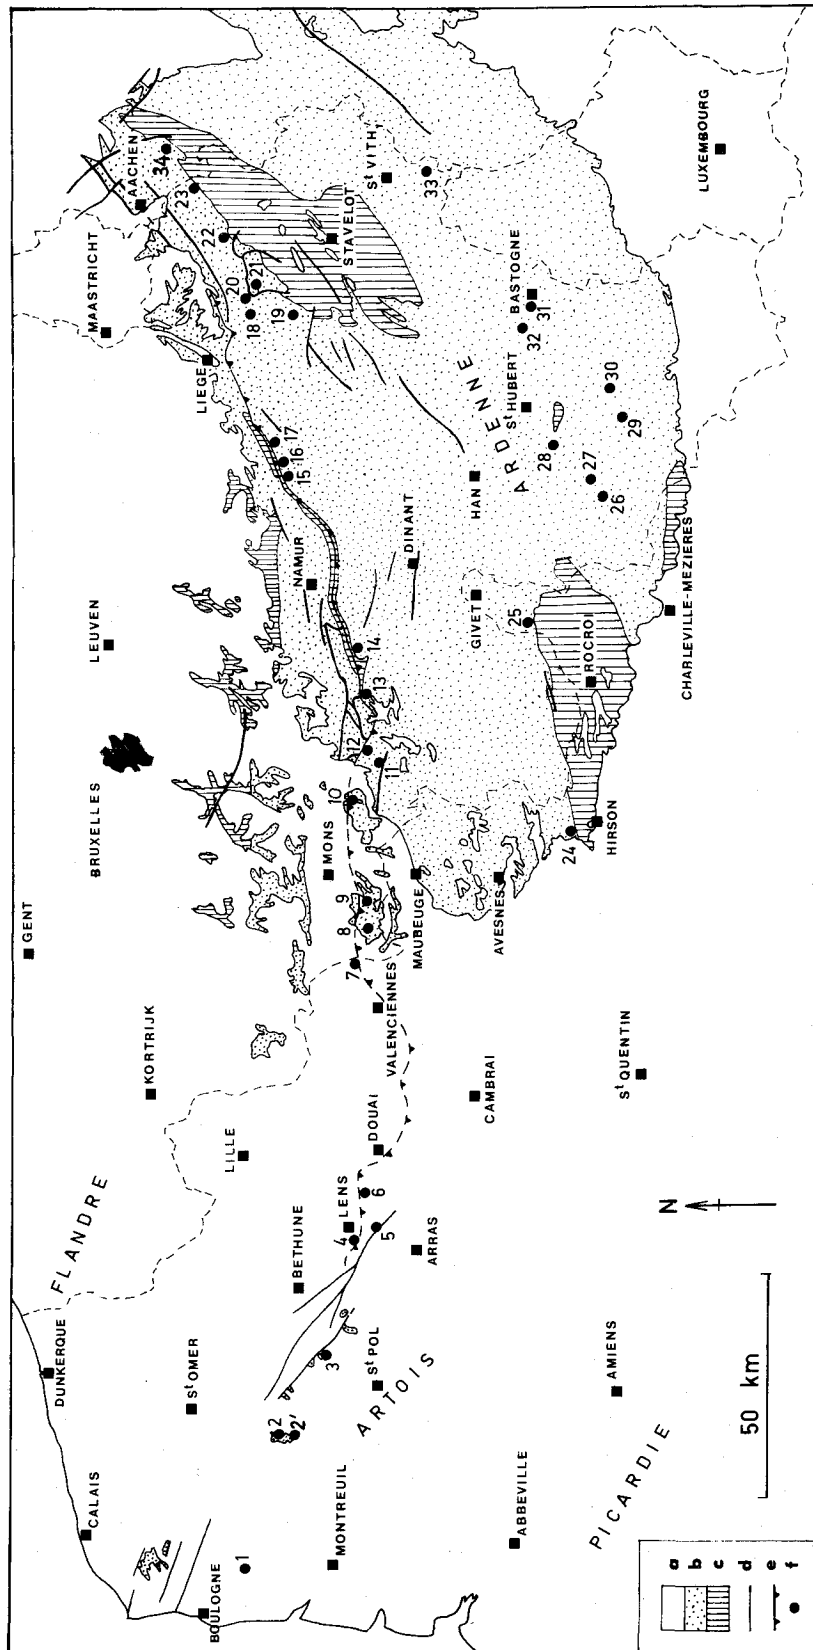 GENT
BRUXELLES
LEUVEN
MAASTRICHT
AACHEN
LIEGE
DUNKERQUE
CALAIS
FLANDRE
KORTRIJK
LILLE
St OMER
BOULOGNE
BETHUNE
LENS
DOUAI
VALENCIENNES
MONS
NAMUR
STAVELOT
St VITH
MONTREUIL
St POL
ARTOIS
ARRAS
CAMBRAI
MAUBEUGE
AVESNES
DINANT
GIVET
HAN
ARDENNE
St HUBERT
BASTOGNE
ABBEVILLE
AMIENS
PICARDIE
St QUENTIN
HIRSON
ROCROI
CHARLEVILLE-MEZIERES
LUXEMBOURG
1
2
2'
3
4
5
6
7
8
9
10
11
12
13
14
15
16
17
18
19
20
21
22
23
34
24
25
26
27
28
29
30
31
32
33
N
50 km
a
b
c
d
e
f